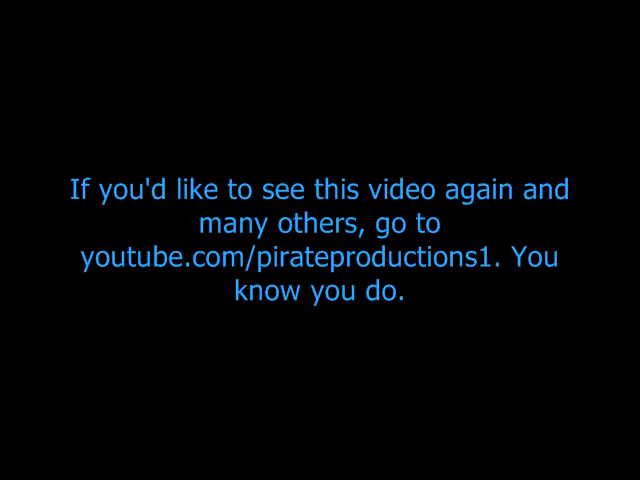 If you'd like to see this video again and
many others, go to
youtube.com/pirateproductions1. You
know you do.